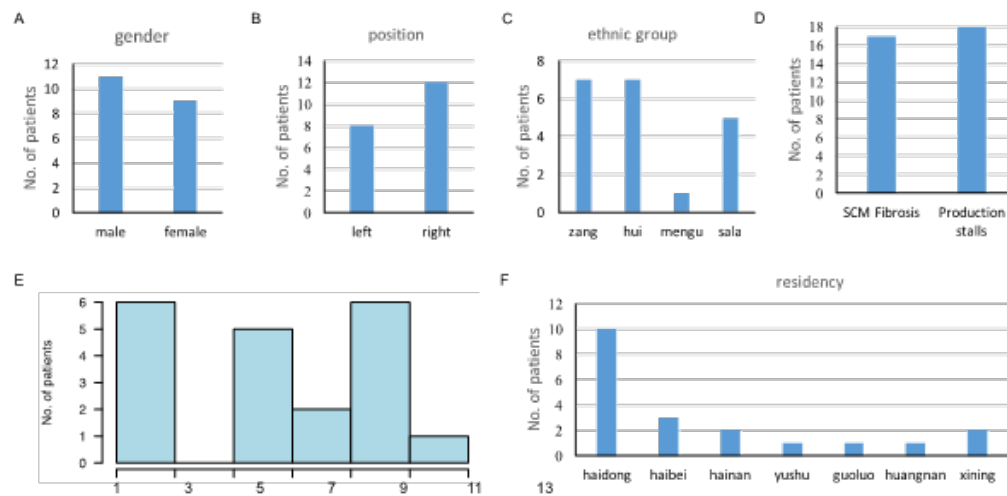 A
gender
No. of patients
12
10
8
6
4
2
0
male female
B
position
No. of patients
14
12
10
8
6
4
2
0
left right
C
ethnic group
No. of patients
8
6
4
2
0
zang hui mengu sala
D
No. of patients
18
16
14
12
10
8
6
4
2
0
SCM Fibrosis Production
stalls
E
No. of patients
6
5
4
3
2
1
0
1 3 5 7 9 11 13
F
residency
No. of patients
12
10
8
6
4
2
0
haidong haibei hainan yushu guoluo huangnan xining